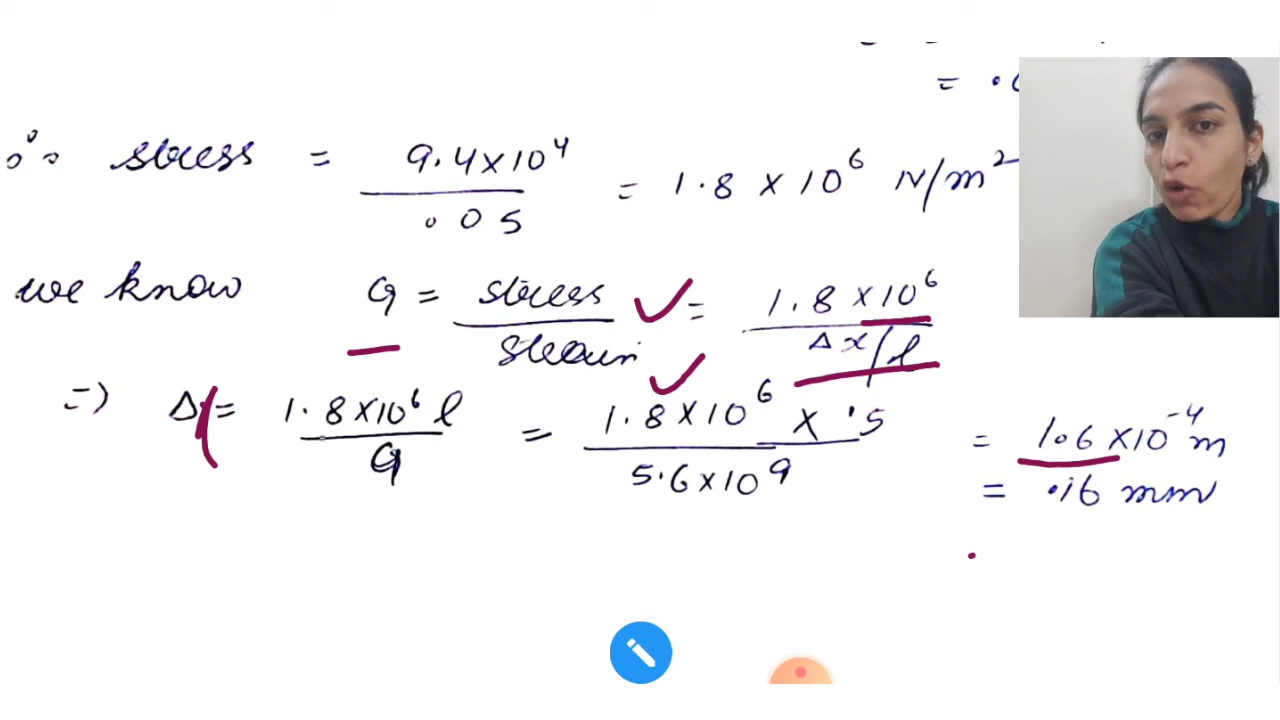 = .0
∴ stress = 9.4×10⁴ / .05 = 1.8 × 10⁶ N/m²
we know G = stress / strain = 1.8 × 10⁶ / Δx/l
=) Δ = 1.8×10⁶ l / G = 1.8×10⁶ × .5 / 5.6×10⁹ = 1.6 ×10⁻⁴ m
= .16 mm